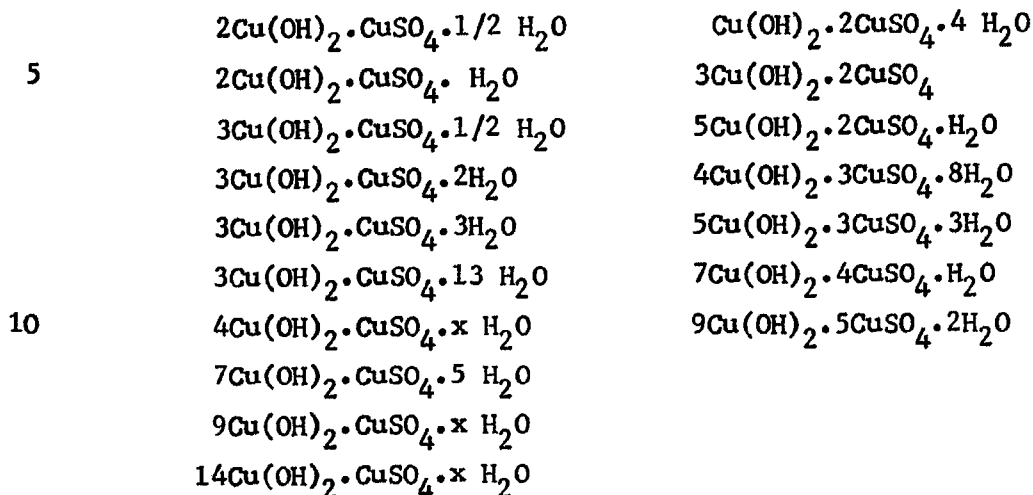 2Cu(OH)₂·CuSO₄·1/2 H₂O Cu(OH)₂·2CuSO₄·4 H₂O
5 2Cu(OH)₂·CuSO₄· H₂O 3Cu(OH)₂·2CuSO₄
3Cu(OH)₂·CuSO₄·1/2 H₂O 5Cu(OH)₂·2CuSO₄·H₂O
3Cu(OH)₂·CuSO₄·2H₂O 4Cu(OH)₂·3CuSO₄·8H₂O
3Cu(OH)₂·CuSO₄·3H₂O 5Cu(OH)₂·3CuSO₄·3H₂O
3Cu(OH)₂·CuSO₄·13 H₂O 7Cu(OH)₂·4CuSO₄·H₂O
10 4Cu(OH)₂·CuSO₄·x H₂O 9Cu(OH)₂·5CuSO₄·2H₂O
7Cu(OH)₂·CuSO₄·5 H₂O
9Cu(OH)₂·CuSO₄·x H₂O
14Cu(OH)₂·CuSO₄·x H₂O